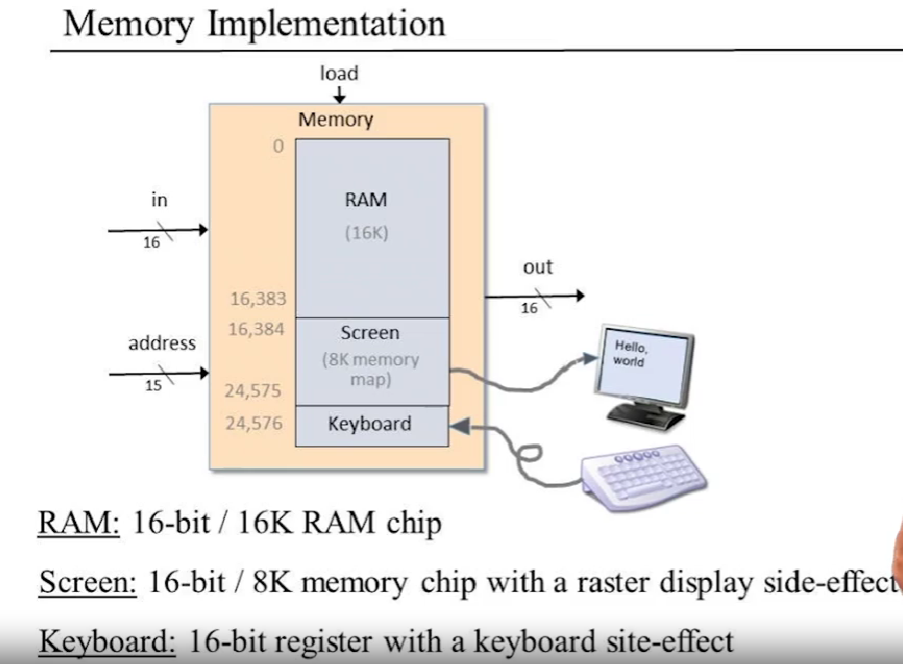 Memory Implementation
load
Memory
0
in
16
RAM
(16K)
out
16
16,383
16,384
address
15
Screen
(8K memory
map)
24,575
24,576
Keyboard
Hello,
world
RAM: 16-bit / 16K RAM chip
Screen: 16-bit / 8K memory chip with a raster display side-effect
Keyboard: 16-bit register with a keyboard site-effect